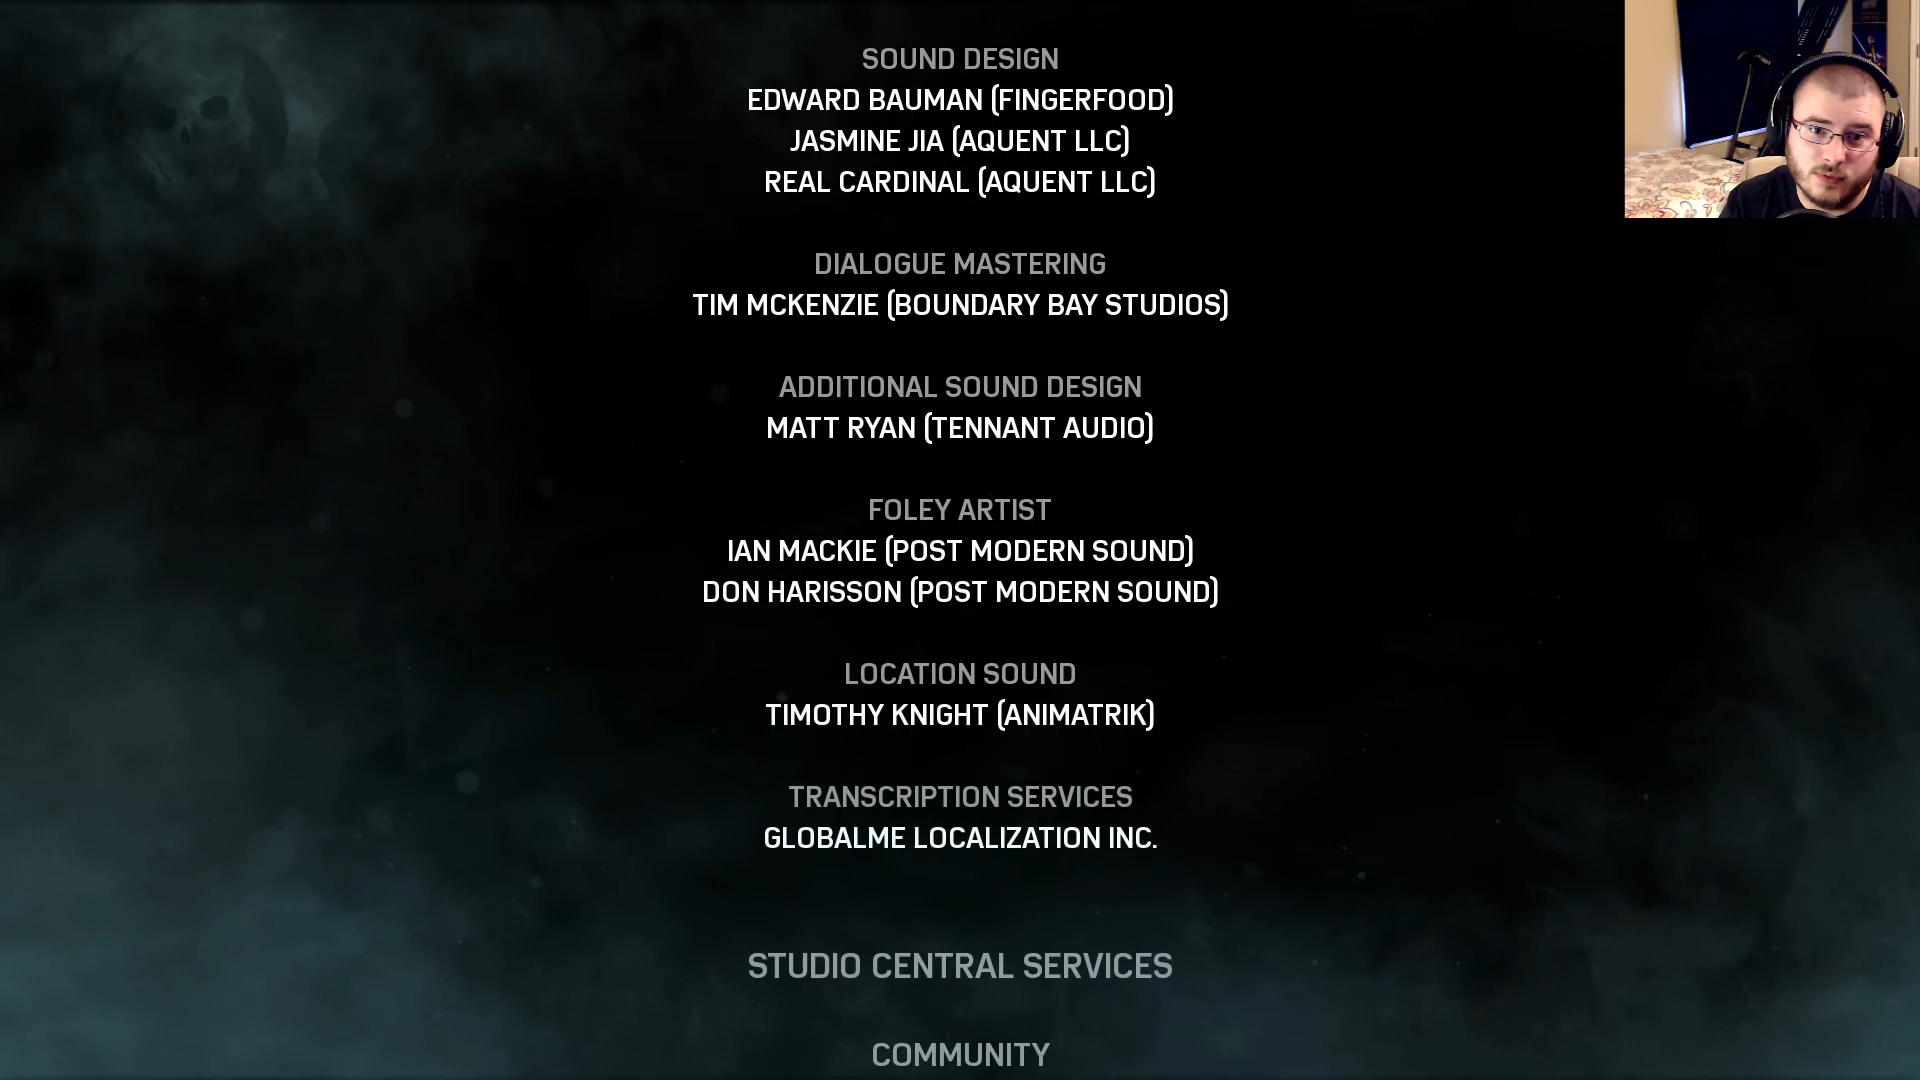 SOUND DESIGN
EDWARD BAUMAN (FINGERFOOD)
JASMINE JIA (AQUENT LLC)
REAL CARDINAL (AQUENT LLC)
DIALOGUE MASTERING
TIM MCKENZIE (BOUNDARY BAY STUDIOS)
ADDITIONAL SOUND DESIGN
MATT RYAN (TENNANT AUDIO)
FOLEY ARTIST
IAN MACKIE (POST MODERN SOUND)
DON HARISSON (POST MODERN SOUND)
LOCATION SOUND
TIMOTHY KNIGHT (ANIMATRIK)
TRANSCRIPTION SERVICES
GLOBALME LOCALIZATION INC.
STUDIO CENTRAL SERVICES
COMMUNITY